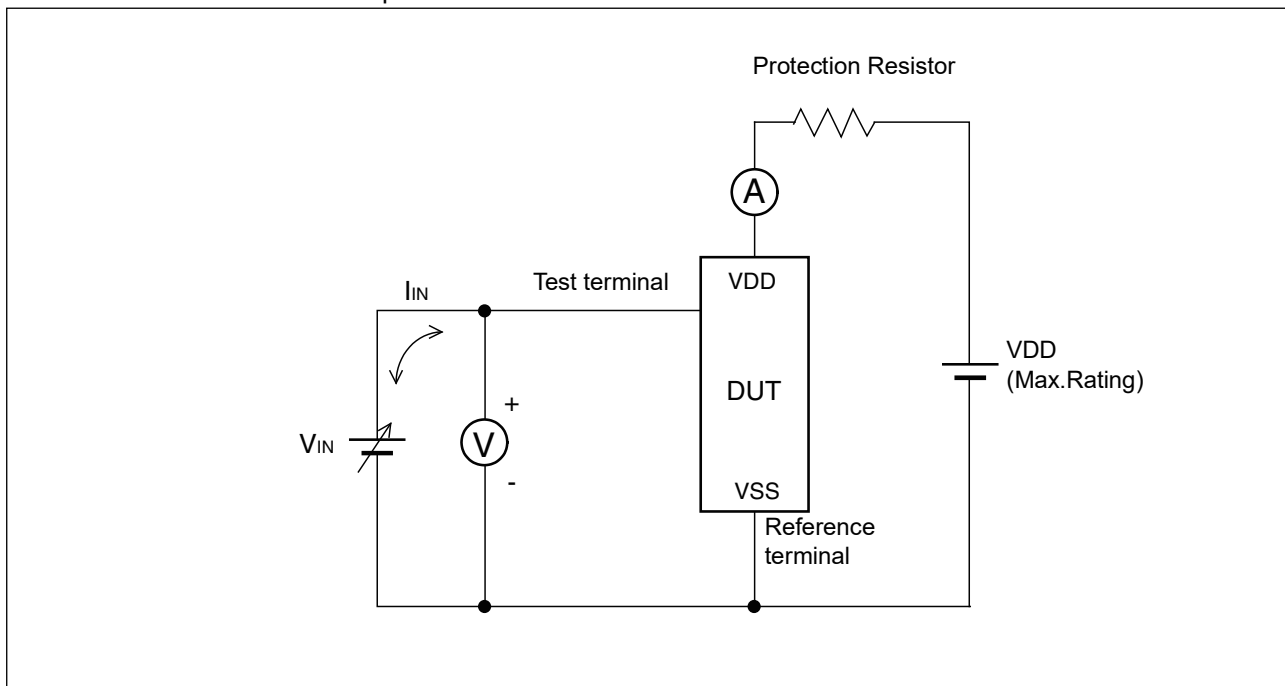 Protection Resistor
A
Test terminal
VDD
IIN
VDD
(Max.Rating)
DUT
+
VIN
V
-
VSS
Reference
terminal